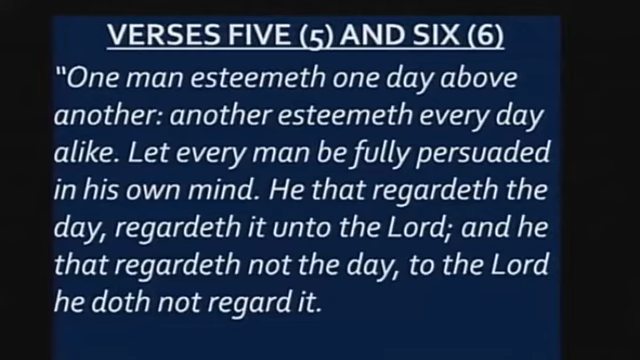 VERSES FIVE (5) AND SIX (6)
“One man esteemeth one day above
another: another esteemeth every day
alike. Let every man be fully persuaded
in his own mind. He that regardeth the
day, regardeth it unto the Lord; and he
that regardeth not the day, to the Lord
he doth not regard it.